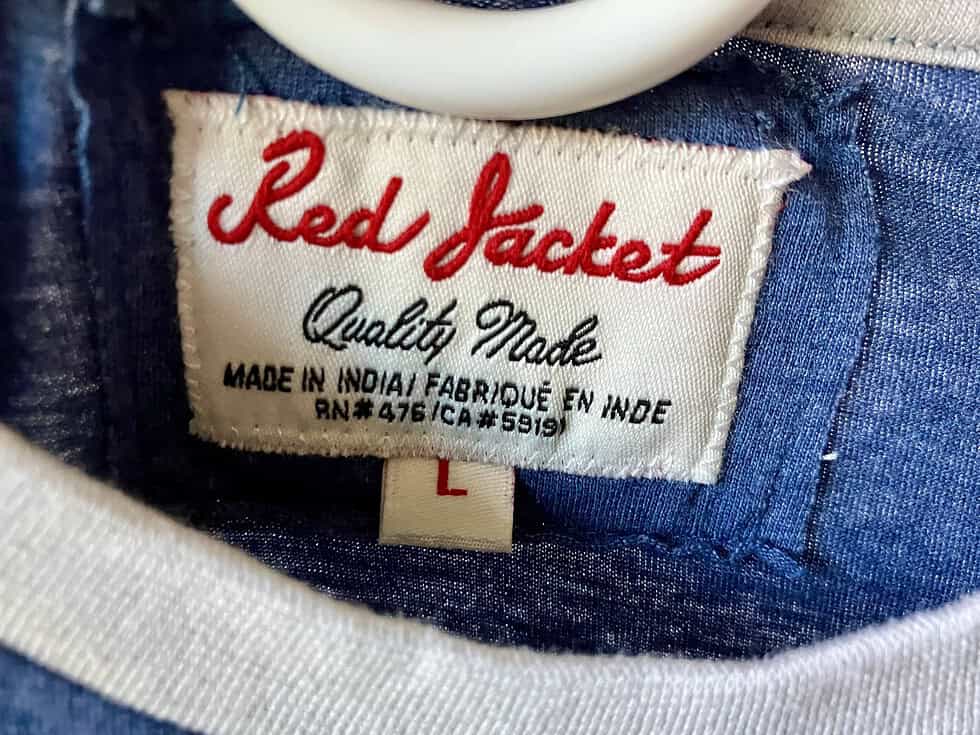 Red Jacket
Quality Made
MADE IN INDIA/ FABRIQUÉ EN INDE
RN#476/CA#59191
L